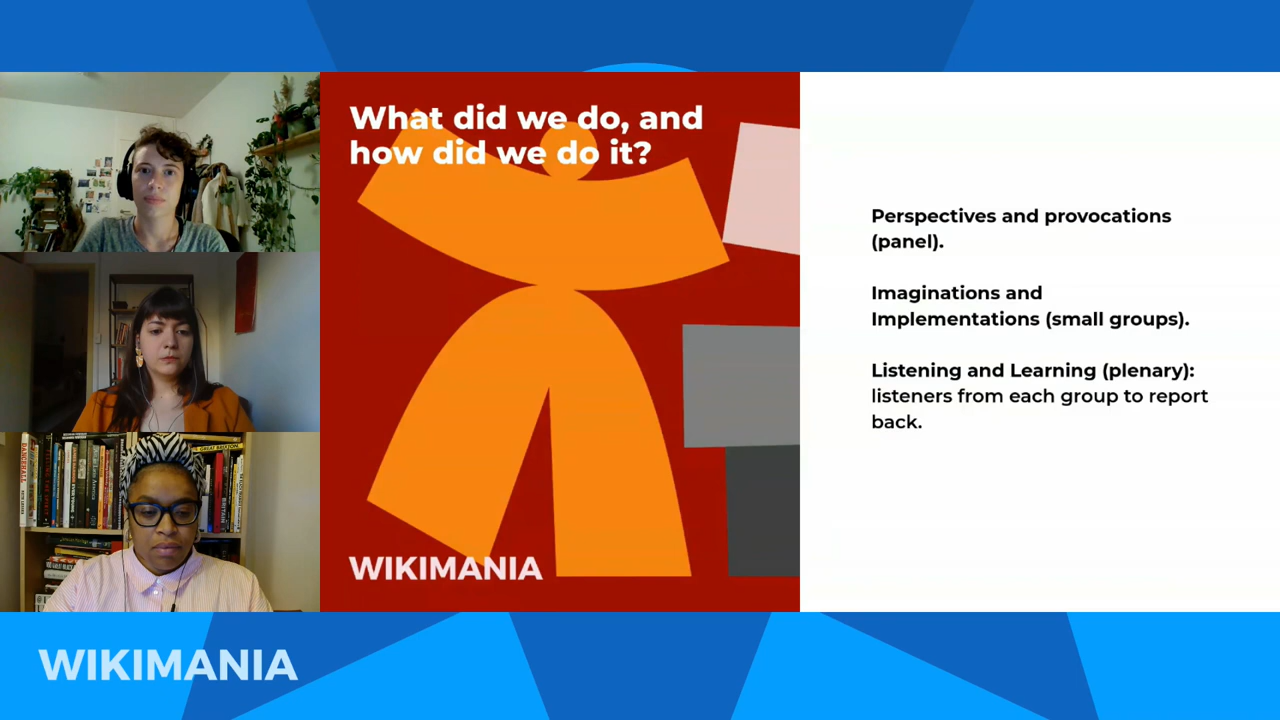 What did we do, and
how did we do it?
WIKIMANIA
Perspectives and provocations
(panel).
Imaginations and
Implementations (small groups).
Listening and Learning (plenary):
listeners from each group to report
back.
WIKIMANIA